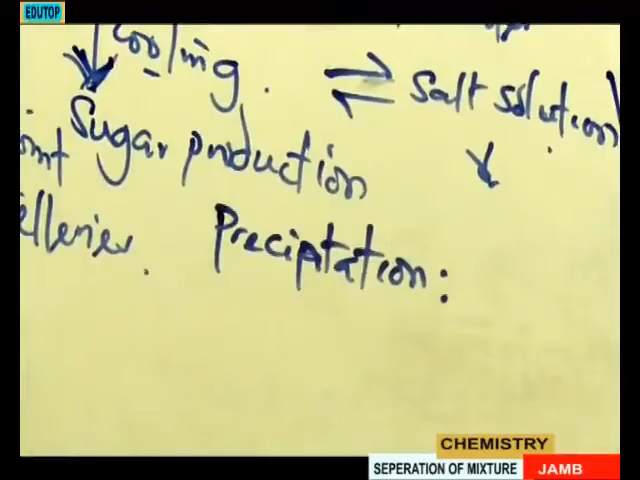 EDUTOP
Cooling.
⇌ Salt solution
Sugar production
Precipitation:
CHEMISTRY
SEPERATION OF MIXTURE JAMB